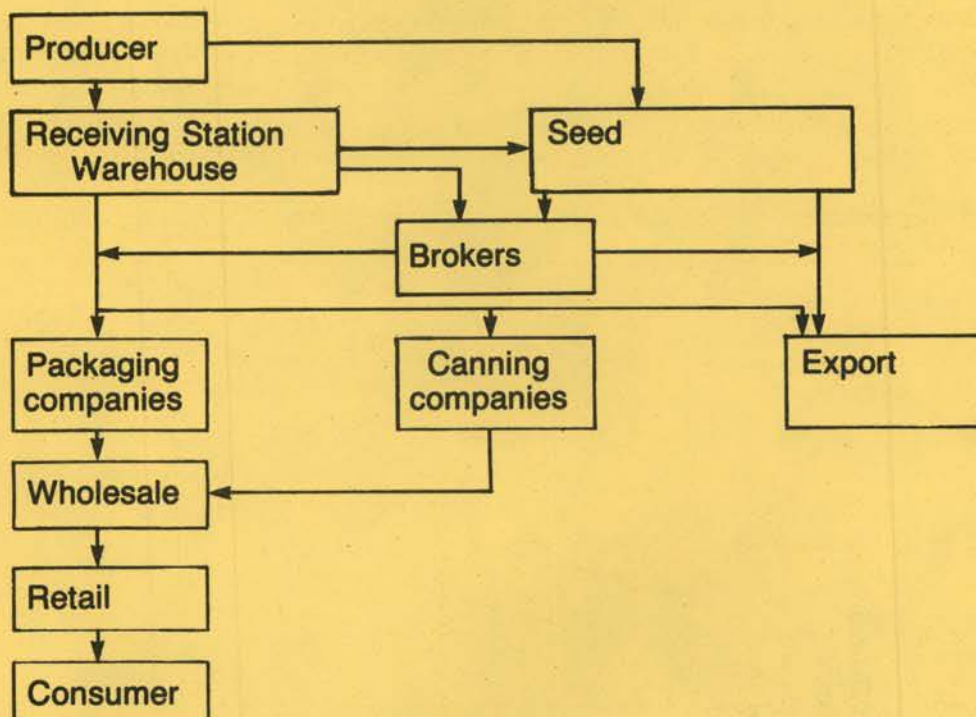 Producer
Receiving Station
Warehouse
Seed
Brokers
Packaging
companies
Canning
companies
Export
Wholesale
Retail
Consumer